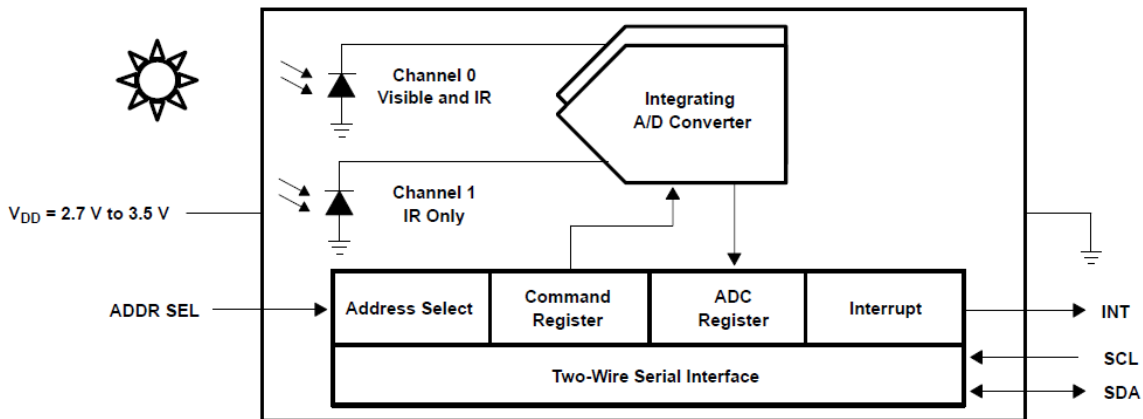 Channel 0
Visible and IR
Integrating
A/D Converter
Channel 1
IR Only
VDD = 2.7 V to 3.5 V
ADDR SEL
Address Select
Command
Register
ADC
Register
Interrupt
INT
Two-Wire Serial Interface
SCL
SDA